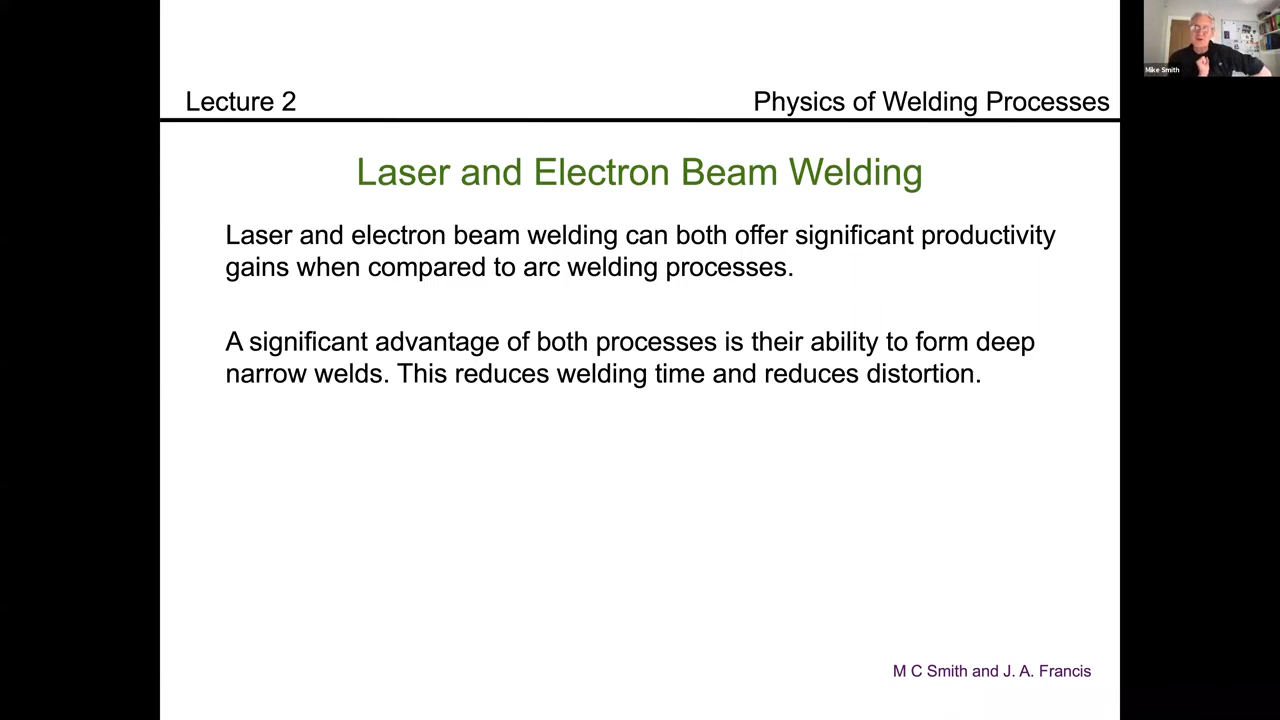 Mike Smith
Lecture 2
Physics of Welding Processes
Laser and Electron Beam Welding
Laser and electron beam welding can both offer significant productivity
gains when compared to arc welding processes.
A significant advantage of both processes is their ability to form deep
narrow welds. This reduces welding time and reduces distortion.
M C Smith and J. A. Francis